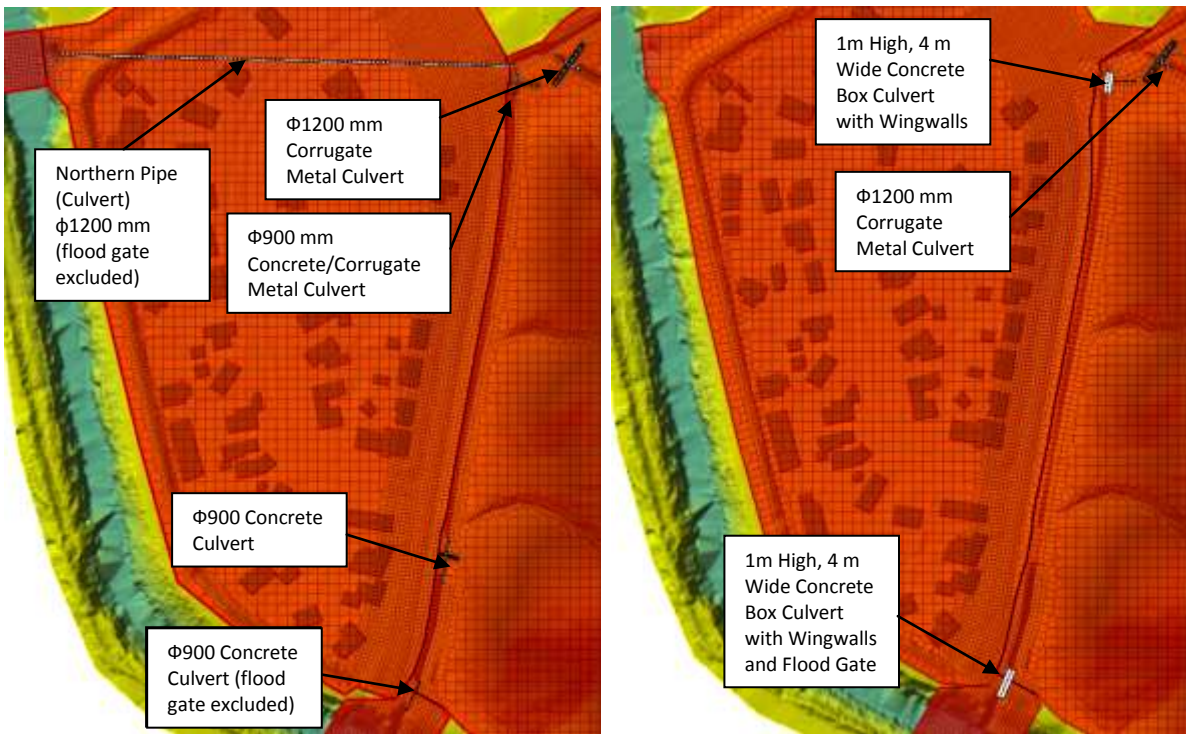 Φ1200 mm
Corrugate
Metal Culvert
Northern Pipe
(Culvert)
ϕ1200 mm
(flood gate
excluded)
Φ900 mm
Concrete/Corrugate
Metal Culvert
Φ900 Concrete
Culvert
Φ900 Concrete
Culvert (flood
gate excluded)
1m High, 4 m
Wide Concrete
Box Culvert
with Wingwalls
Φ1200 mm
Corrugate
Metal Culvert
1m High, 4 m
Wide Concrete
Box Culvert
with Wingwalls
and Flood Gate